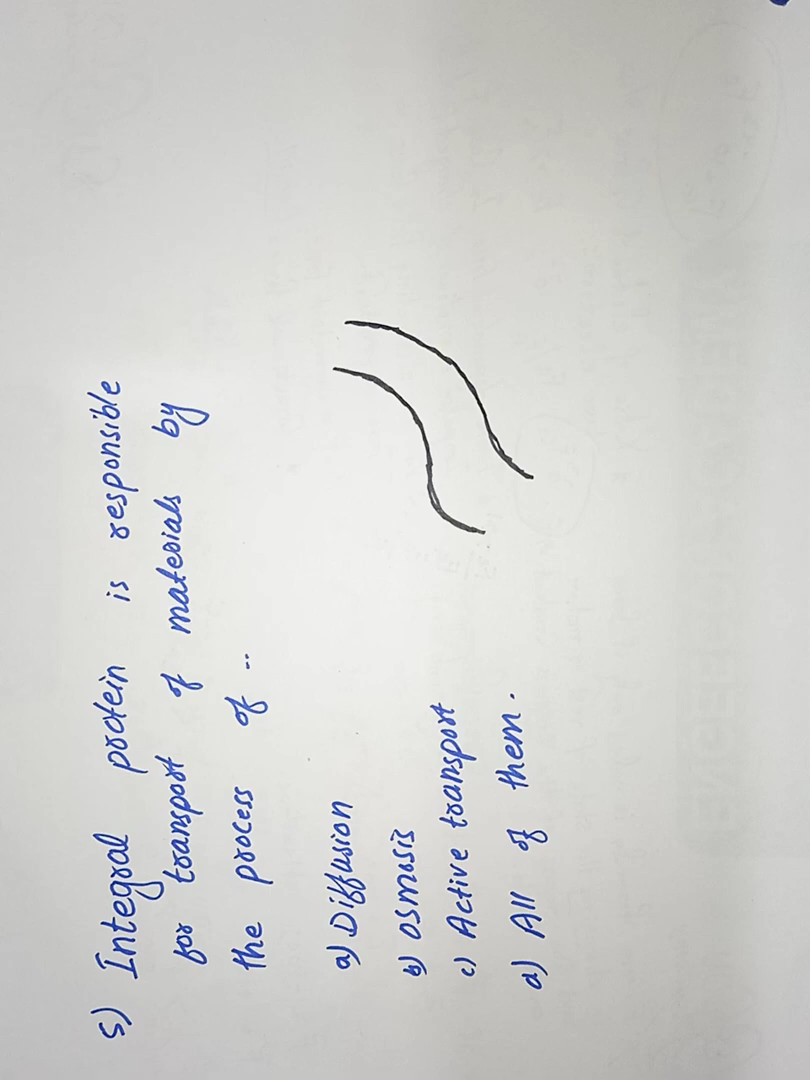 5) Integral protein is responsible
for transport of materials by
the process of ..
a) Diffusion
b) osmosis
c) Active transport
d) All of them.